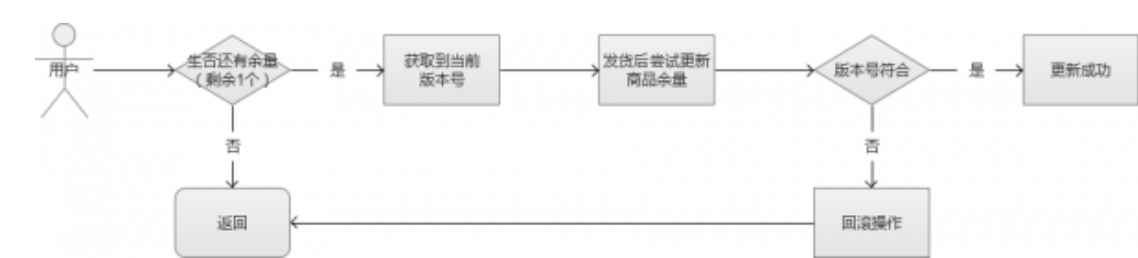 用户
生否还有余量
（剩余1个）
是
获取到当前
版本号
发货后尝试更新
商品余量
版本号符合
是
更新成功
否
否
返回
回滚操作